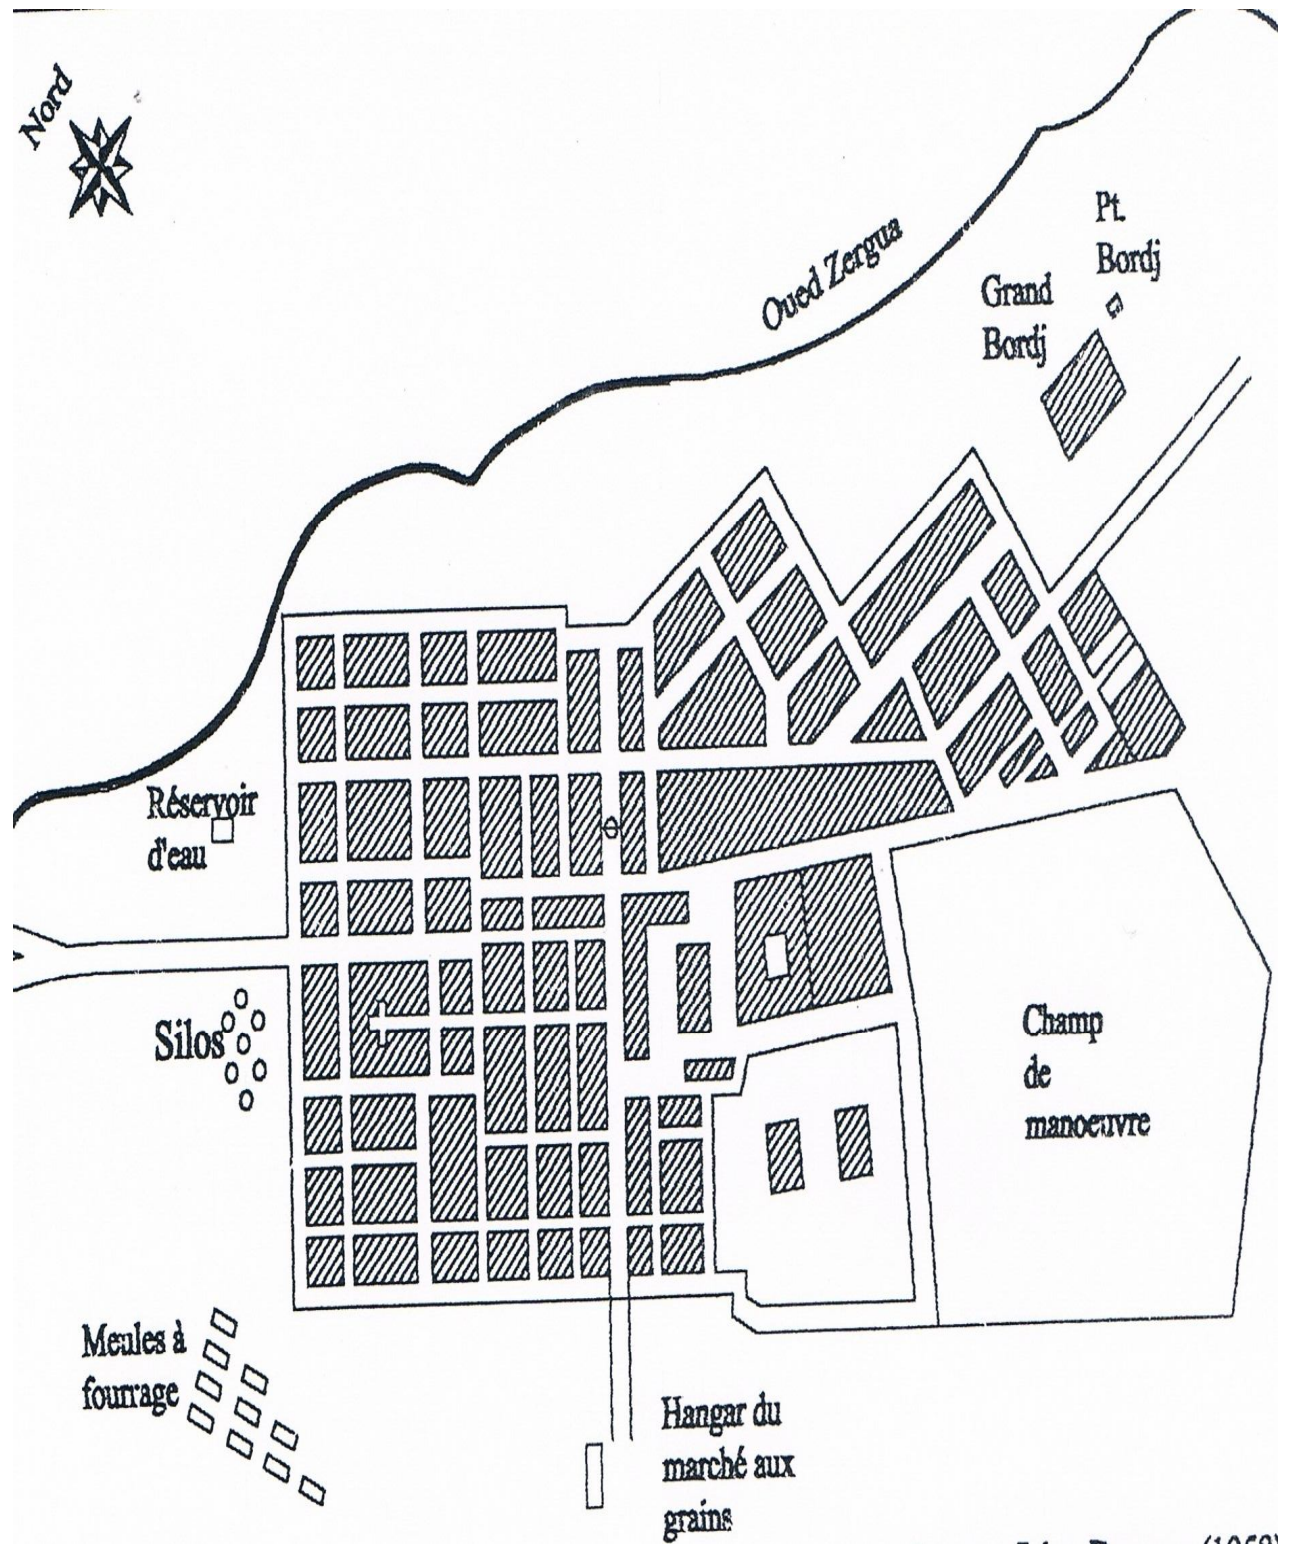 Nord
Pt.
Bordj
Oued Zergua
Grand
Bordj
Réservoir
d'eau
Silos
Champ
de
manoeuvre
Meules à
fourrage
Hangar du
marché aux
grains